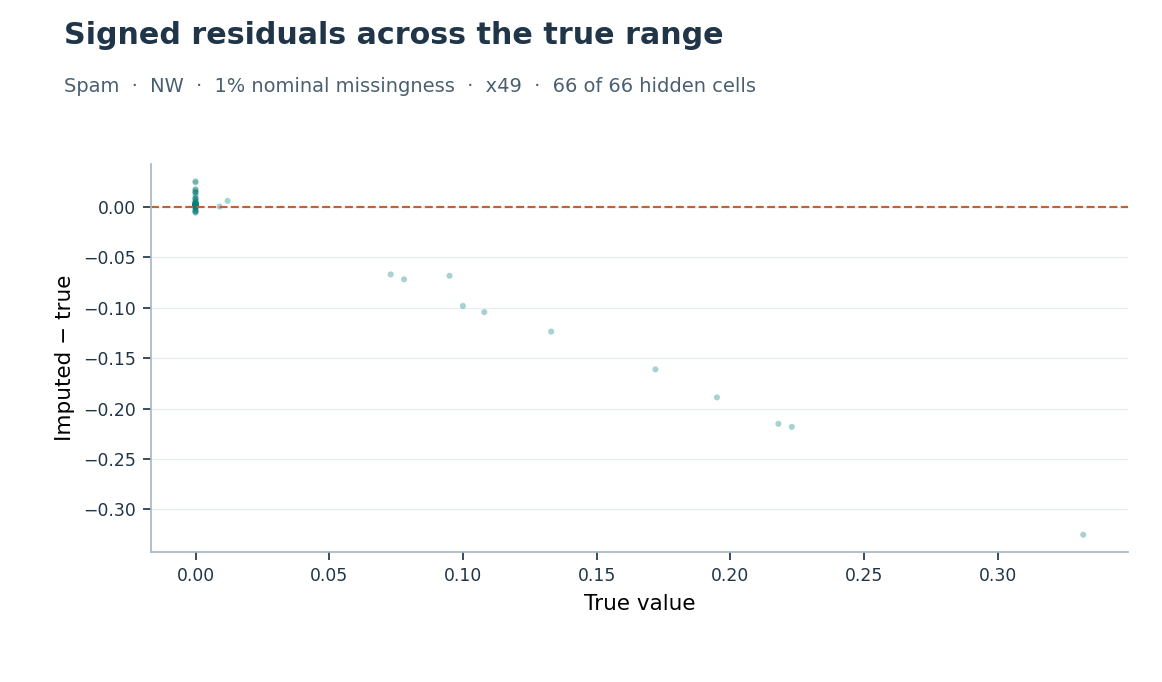 Signed residuals across the true range
Spam · NW · 1% nominal missingness · x49 · 66 of 66 hidden cells
Imputed − true
0.00
−0.05
−0.10
−0.15
−0.20
−0.25
−0.30
0.00 0.05 0.10 0.15 0.20 0.25 0.30
True value